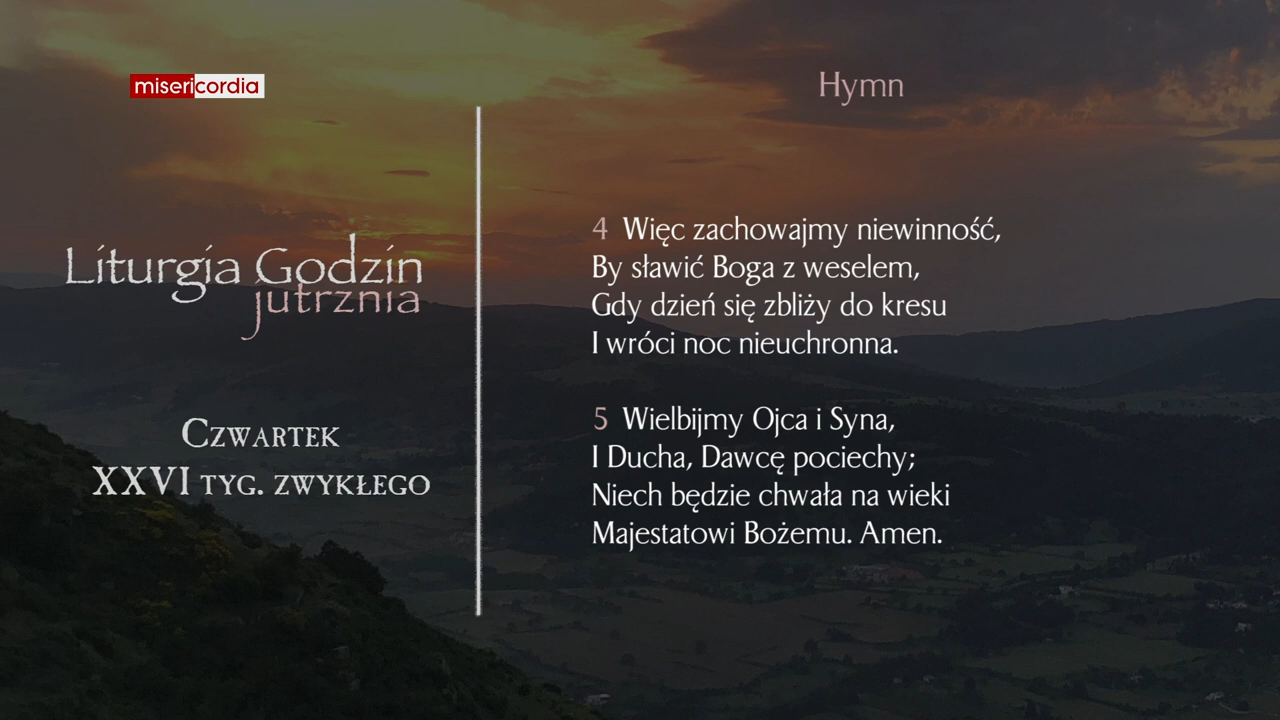 misericordia
Liturgia Godzin
jutrznia
Czwartek
XXVI tyg. zwykłego
Hymn
4 Więc zachowajmy niewinność,
By sławić Boga z weselem,
Gdy dzień się zbliży do kresu
I wróci noc nieuchronna.
5 Wielbijmy Ojca i Syna,
I Ducha, Dawcę pociechy;
Niech będzie chwała na wieki
Majestatowi Bożemu. Amen.